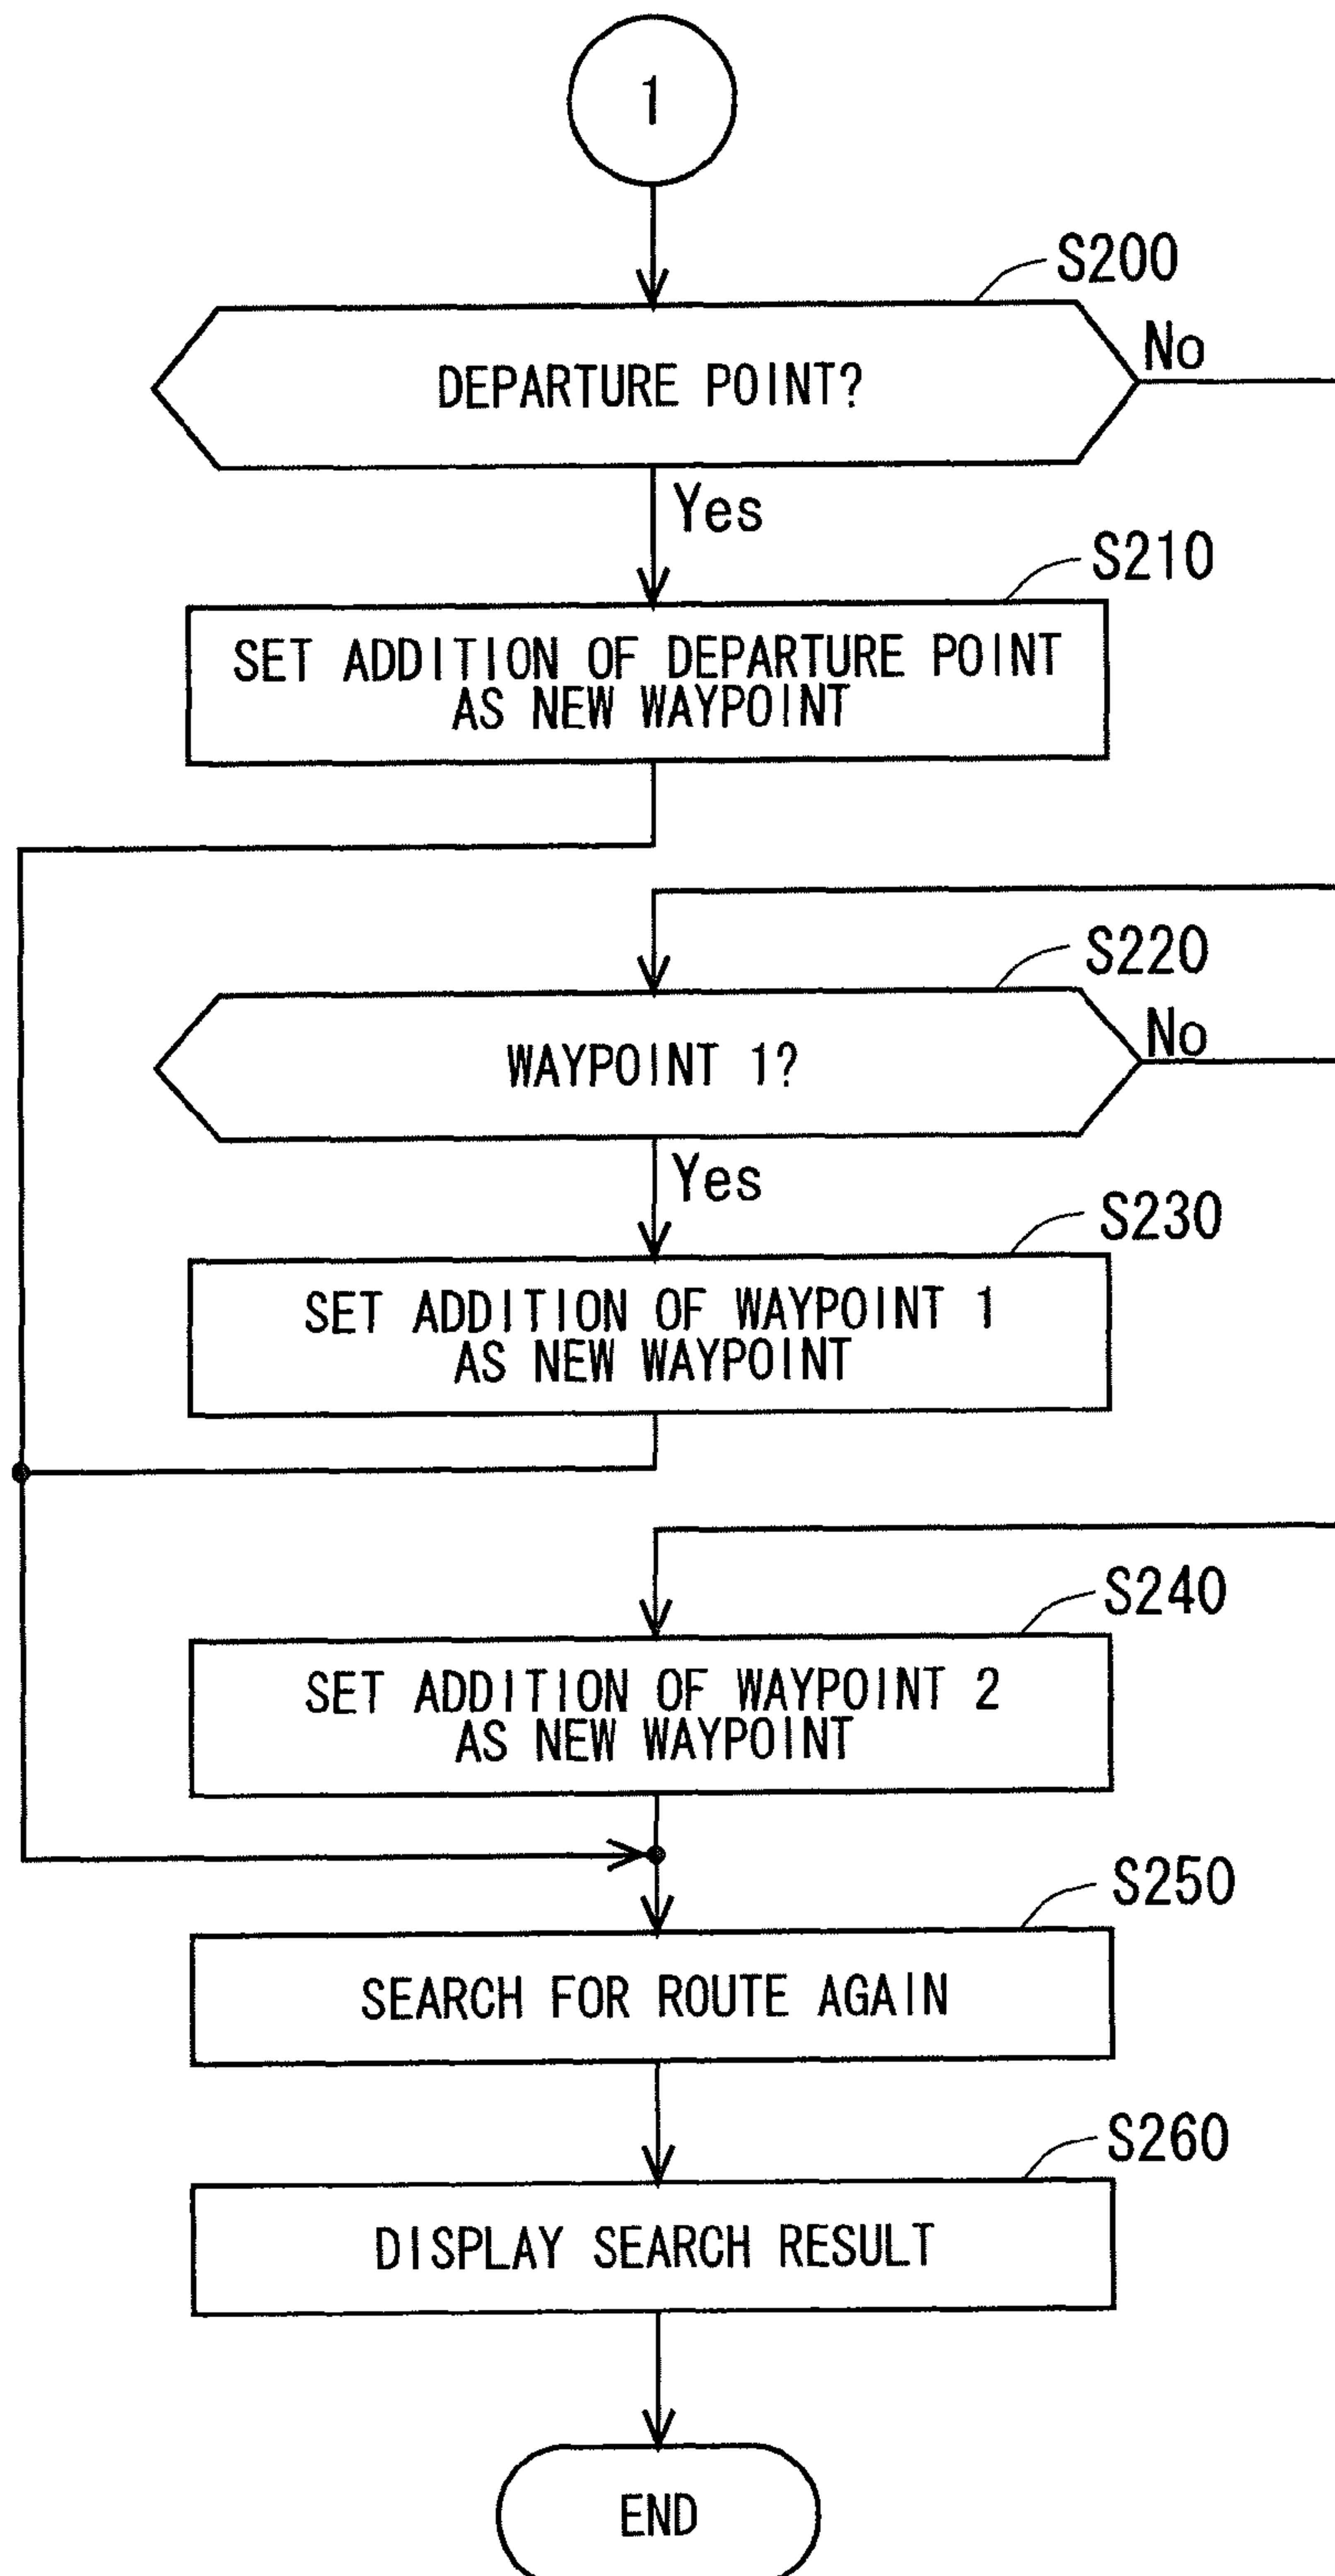 1
S200
DEPARTURE POINT?
No
Yes
S210
SET ADDITION OF DEPARTURE POINT
AS NEW WAYPOINT
S220
WAYPOINT 1?
No
Yes
S230
SET ADDITION OF WAYPOINT 1
AS NEW WAYPOINT
S240
SET ADDITION OF WAYPOINT 2
AS NEW WAYPOINT
S250
SEARCH FOR ROUTE AGAIN
S260
DISPLAY SEARCH RESULT
END